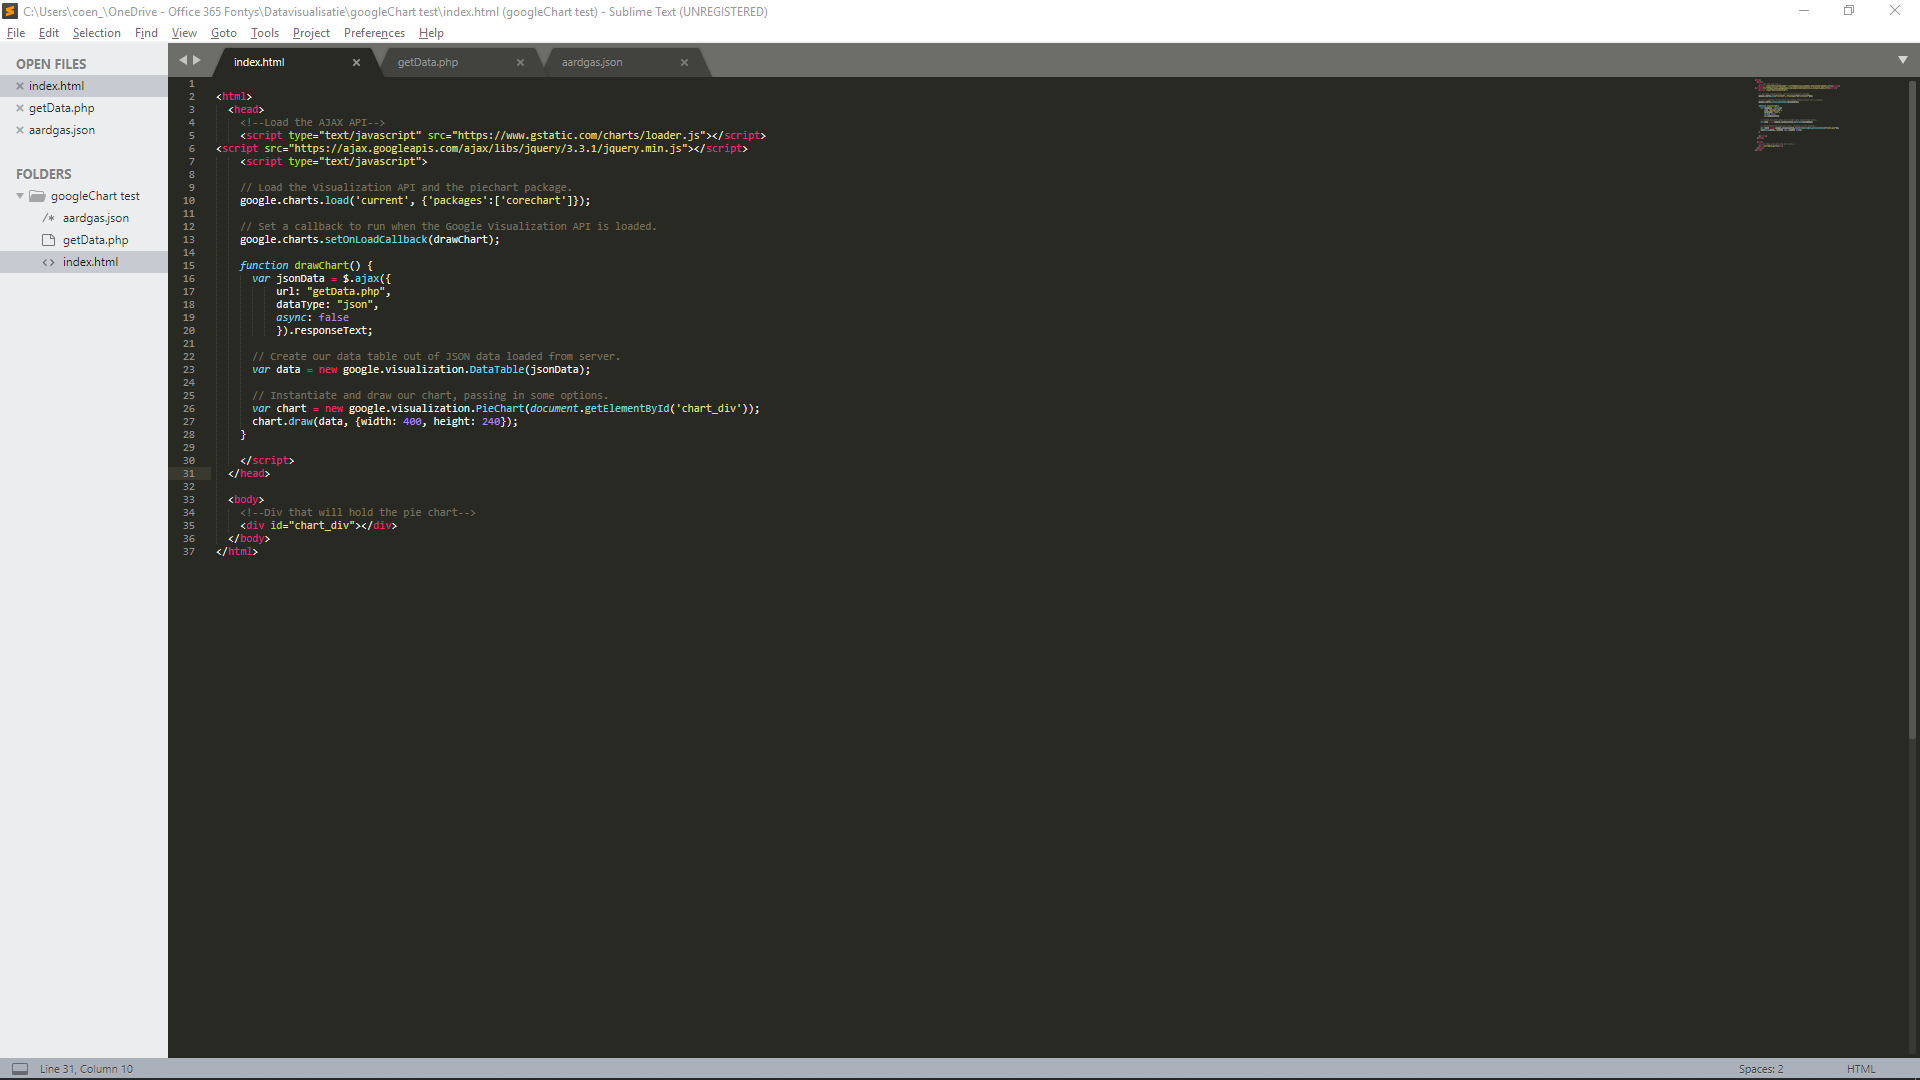 C:\Users\coen_\OneDrive - Office 365 Fontys\Datavisualisatie\googleChart test\index.html (googleChart test) - Sublime Text (UNREGISTERED)
File Edit Selection Find View Goto Tools Project Preferences Help
OPEN FILES
index.html
getData.php
aardgas.json
FOLDERS
googleChart test
/* aardgas.json
getData.php
<> index.html
index.html getData.php aardgas.json
1
2 <html>
3 <head>
4 <!--Load the AJAX API-->
5 <script type="text/javascript" src="https://www.gstatic.com/charts/loader.js"></script>
6 <script src="https://ajax.googleapis.com/ajax/libs/jquery/3.3.1/jquery.min.js"></script>
7 <script type="text/javascript">
8
9 // Load the Visualization API and the piechart package.
10 google.charts.load('current', {'packages':['corechart']});
11
12 // Set a callback to run when the Google Visualization API is loaded.
13 google.charts.setOnLoadCallback(drawChart);
14
15 function drawChart() {
16 var jsonData = $.ajax({
17 url: "getData.php",
18 dataType: "json",
19 async: false
20 }).responseText;
21
22 // Create our data table out of JSON data loaded from server.
23 var data = new google.visualization.DataTable(jsonData);
24
25 // Instantiate and draw our chart, passing in some options.
26 var chart = new google.visualization.PieChart(document.getElementById('chart_div'));
27 chart.draw(data, {width: 400, height: 240});
28 }
29
30 </script>
31 </head>
32
33 <body>
34 <!--Div that will hold the pie chart-->
35 <div id="chart_div"></div>
36 </body>
37 </html>
Line 31, Column 10 Spaces: 2 HTML